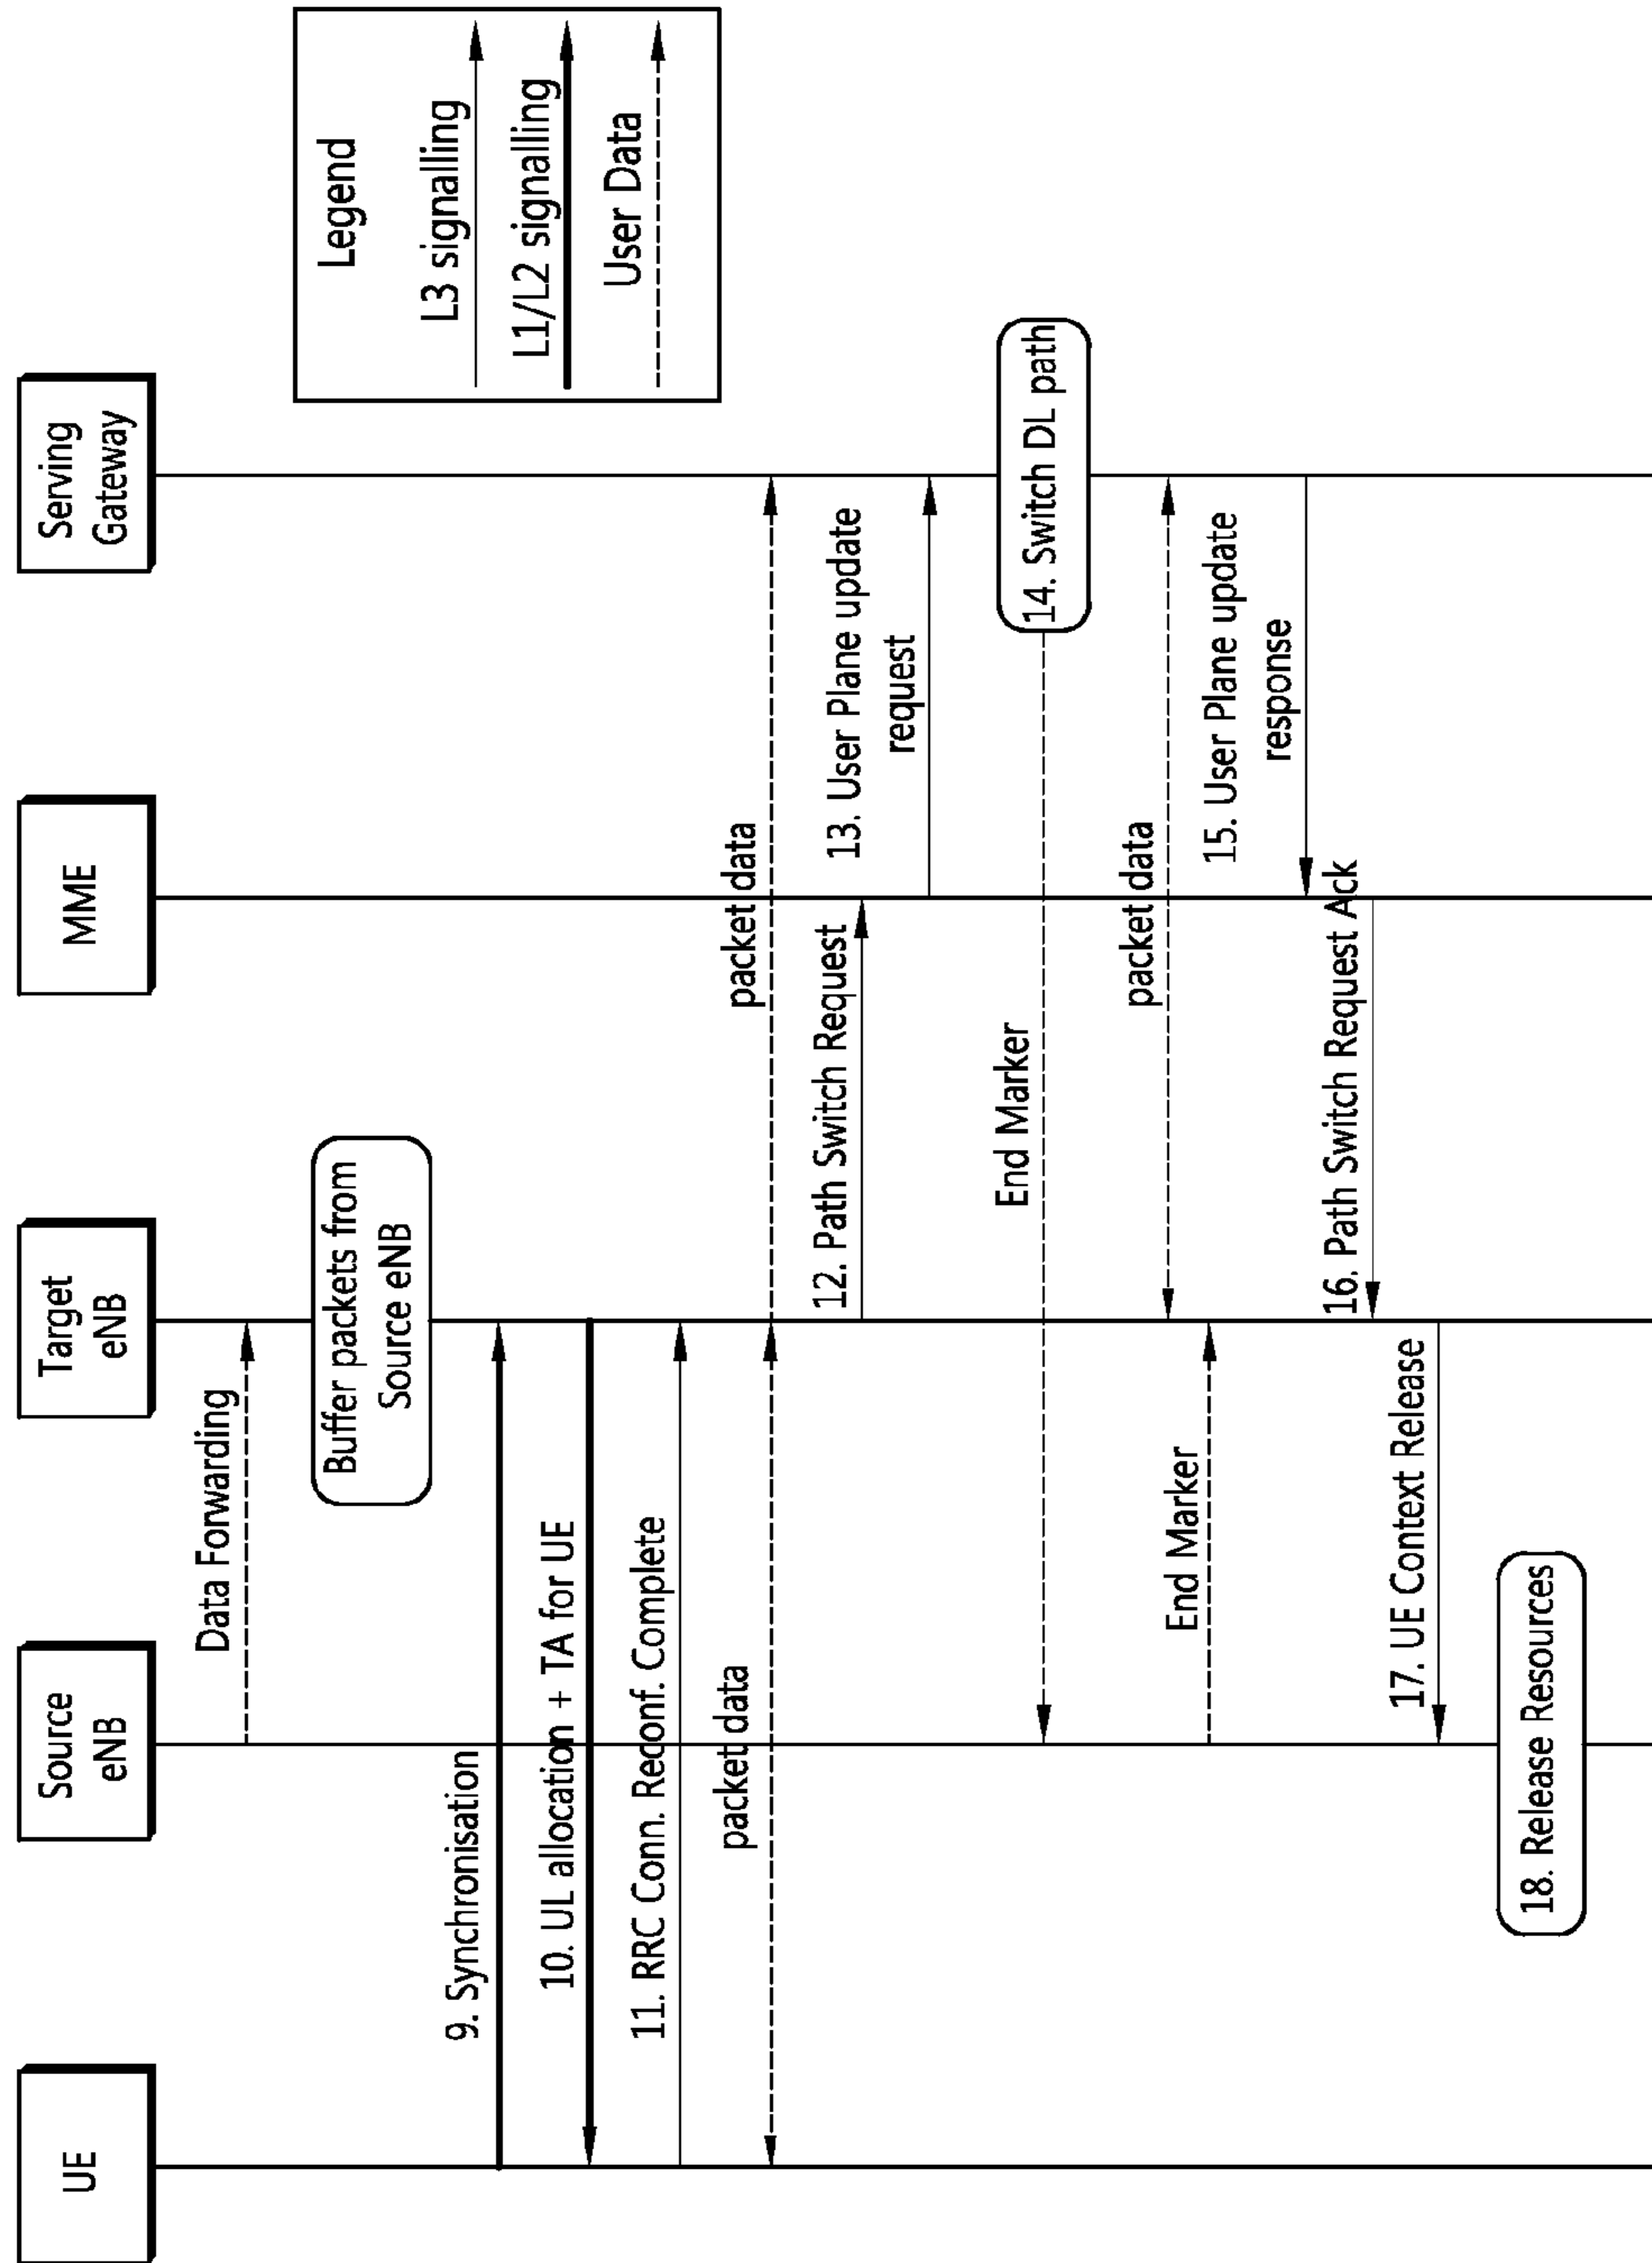 UE
Source
eNB
Target
eNB
MME
Serving
Gateway
Data Forwarding
Legend
L3 signalling
L1/L2 signalling
User Data
Buffer packets from
Source eNB
9. Synchronisation
10. UL allocation + TA for UE
11. RRC Conn. Reconf. Complete
packet data
packet data
12. Path Switch Request
13. User Plane update
request
End Marker
14. Switch DL path
packet data
End Marker
15. User Plane update
response
16. Path Switch Request Ack
17. UE Context Release
18. Release Resources